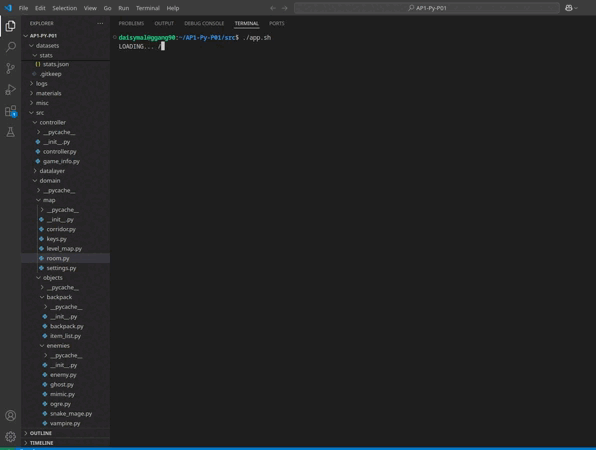 File Edit Selection View Go Run Terminal Help
AP1-Py-P01
EXPLORER
PROBLEMS OUTPUT DEBUG CONSOLE TERMINAL PORTS
AP1-PY-P01
datasets
stats
stats.json
.gitkeep
logs
materials
misc
src
controller
__pycache__
__init__.py
controller.py
game_info.py
datalayer
domain
__pycache__
map
__pycache__
__init__.py
corridor.py
keys.py
level_map.py
room.py
settings.py
objects
__pycache__
backpack
__pycache__
__init__.py
backpack.py
item_list.py
enemies
__pycache__
__init__.py
enemy.py
ghost.py
mimic.py
ogre.py
snake_mage.py
vampire.py
OUTLINE
TIMELINE
daisymal@ggang90:~/AP1-Py-P01/src$ ./app.sh
LOADING.... /